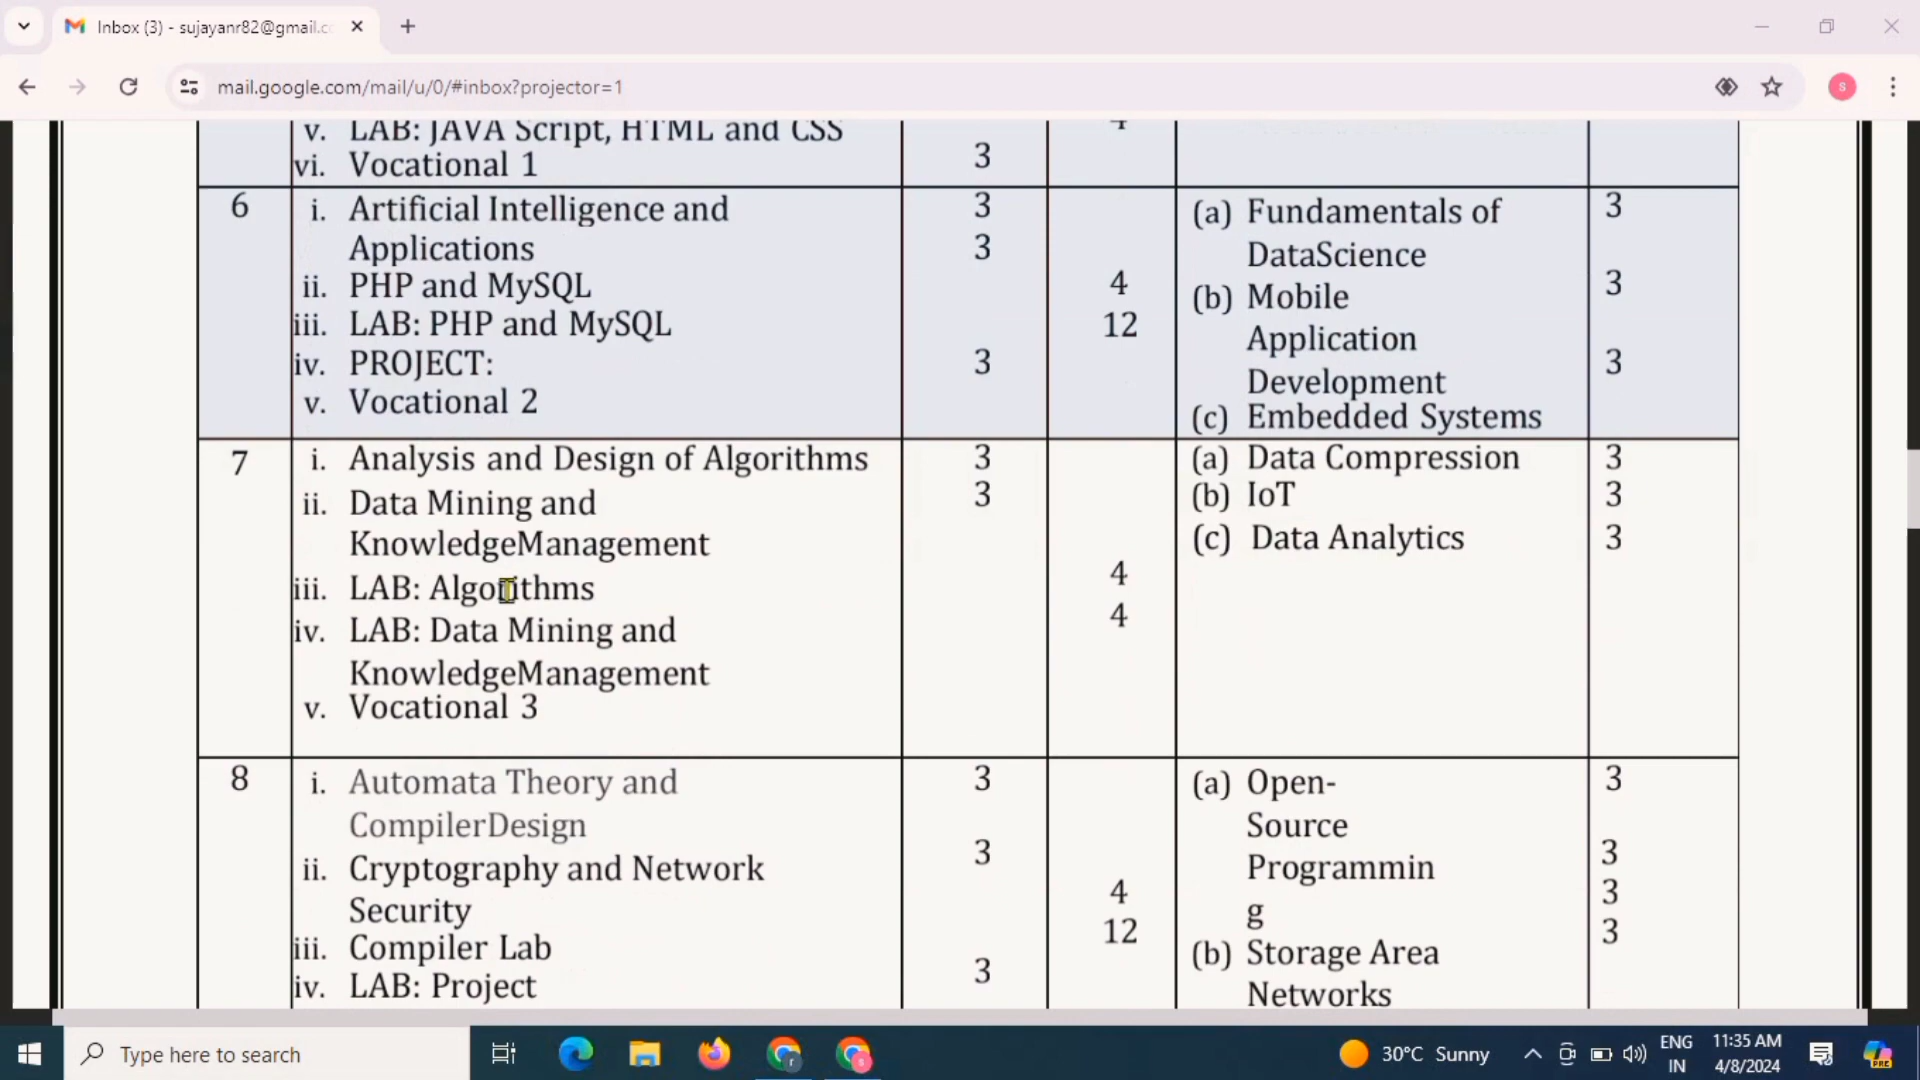 Inbox (3) - sujayanr82@gmail.c
mail.google.com/mail/u/0/#inbox?projector=1
s
v. LAB: JAVA Script, HTML and CSS 4
vi. Vocational 1 3
6 i. Artificial Intelligence and 3 (a) Fundamentals of 3
Applications 3 DataScience
ii. PHP and MySQL 4 (b) Mobile 3
iii. LAB: PHP and MySQL 12 Application
iv. PROJECT: 3 Development 3
v. Vocational 2 (c) Embedded Systems
7 i. Analysis and Design of Algorithms 3 (a) Data Compression 3
ii. Data Mining and 3 (b) IoT 3
KnowledgeManagement (c) Data Analytics 3
iii. LAB: Algorithms 4
iv. LAB: Data Mining and 4
KnowledgeManagement
v. Vocational 3
8 i. Automata Theory and 3 (a) Open- 3
CompilerDesign Source
ii. Cryptography and Network 3 Programmin 3
Security 4 g 3
iii. Compiler Lab 12 (b) Storage Area 3
iv. LAB: Project 3 Networks
Type here to search
30°C Sunny
ENG
IN
11:35 AM
4/8/2024
PRE